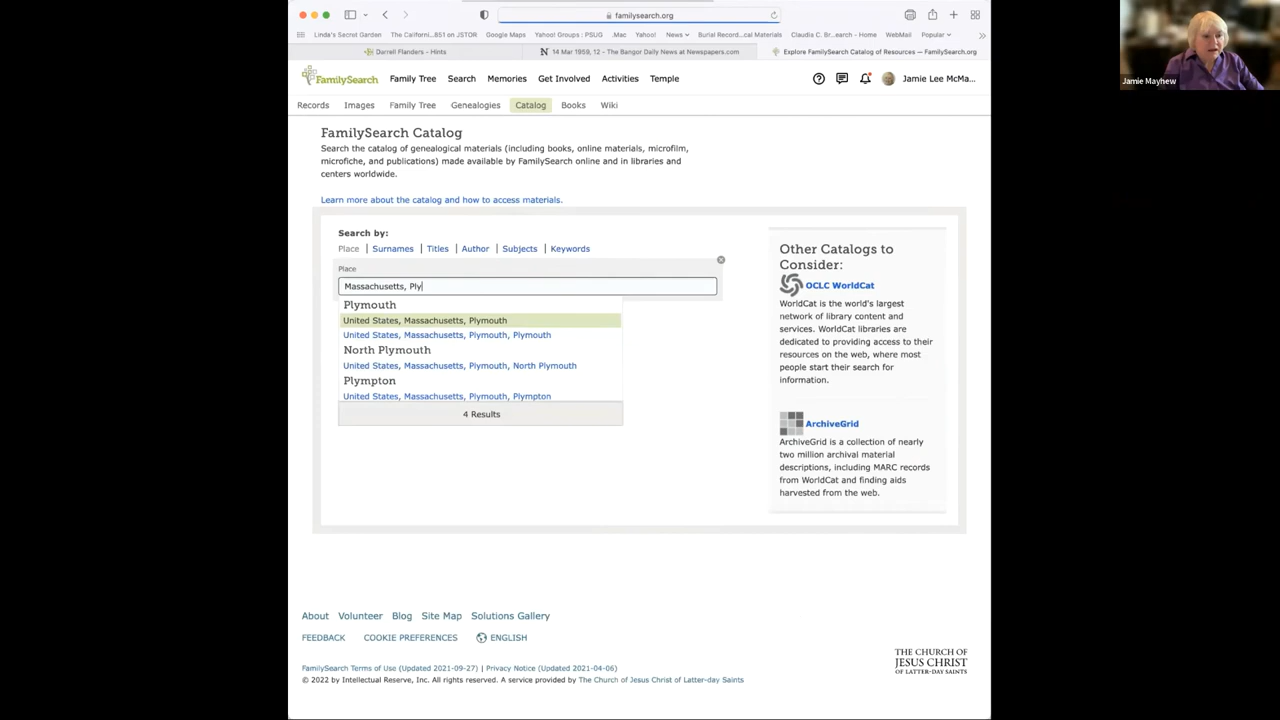 familysearch.org
Linda's Secret Garden The Californi...851 on JSTOR Google Maps Yahoo! Groups : PSUG .Mac Yahoo! News Burial Record...cal Materials Claudia C. Br...earch - Home WebMail Popular
Darrell Flanders - Hints
14 Mar 1959, 12 - The Bangor Daily News at Newspapers.com
Explore FamilySearch Catalog of Resources — FamilySearch.org
FamilySearch Family Tree Search Memories Get Involved Activities Temple Jamie Lee McMa...
Records Images Family Tree Genealogies Catalog Books Wiki
FamilySearch Catalog
Search the catalog of genealogical materials (including books, online materials, microfilm,
microfiche, and publications) made available by FamilySearch online and in libraries and
centers worldwide.
Learn more about the catalog and how to access materials.
Search by:
Place | Surnames | Titles | Author | Subjects | Keywords
Place
Massachusetts, Ply
Plymouth
United States, Massachusetts, Plymouth
United States, Massachusetts, Plymouth, Plymouth
North Plymouth
United States, Massachusetts, Plymouth, North Plymouth
Plympton
United States, Massachusetts, Plymouth, Plympton
4 Results
Other Catalogs to
Consider:
OCLC WorldCat
WorldCat is the world's largest
network of library content and
services. WorldCat libraries are
dedicated to providing access to their
resources on the web, where most
people start their search for
information.
ArchiveGrid
ArchiveGrid is a collection of nearly
two million archival material
descriptions, including MARC records
from WorldCat and finding aids
harvested from the web.
About Volunteer Blog Site Map Solutions Gallery
FEEDBACK COOKIE PREFERENCES ENGLISH
FamilySearch Terms of Use (Updated 2021-09-27) | Privacy Notice (Updated 2021-04-06)
© 2022 by Intellectual Reserve, Inc. All rights reserved. A service provided by The Church of Jesus Christ of Latter-day Saints
THE CHURCH OF
JESUS CHRIST
OF LATTER-DAY SAINTS
Jamie Mayhew